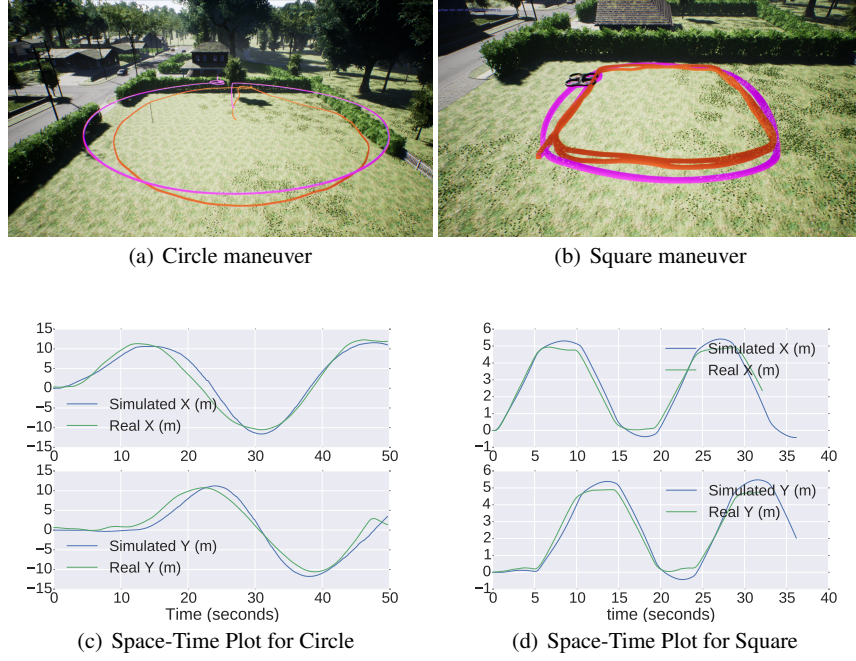 (a) Circle maneuver
(b) Square maneuver
15
10
5
0
−5
−10
−15
0 10 20 30 40 50
Simulated X (m)
Real X (m)
15
10
5
0
−5
−10
−15
0 10 20 30 40 50
Simulated Y (m)
Real Y (m)
Time (seconds)
(c) Space-Time Plot for Circle
6
5
4
3
2
1
0
−1
0 5 10 15 20 25 30 35 40
Simulated X (m)
Real X (m)
6
5
4
3
2
1
0
−1
0 5 10 15 20 25 30 35 40
Simulated Y (m)
Real Y (m)
time (seconds)
(d) Space-Time Plot for Square